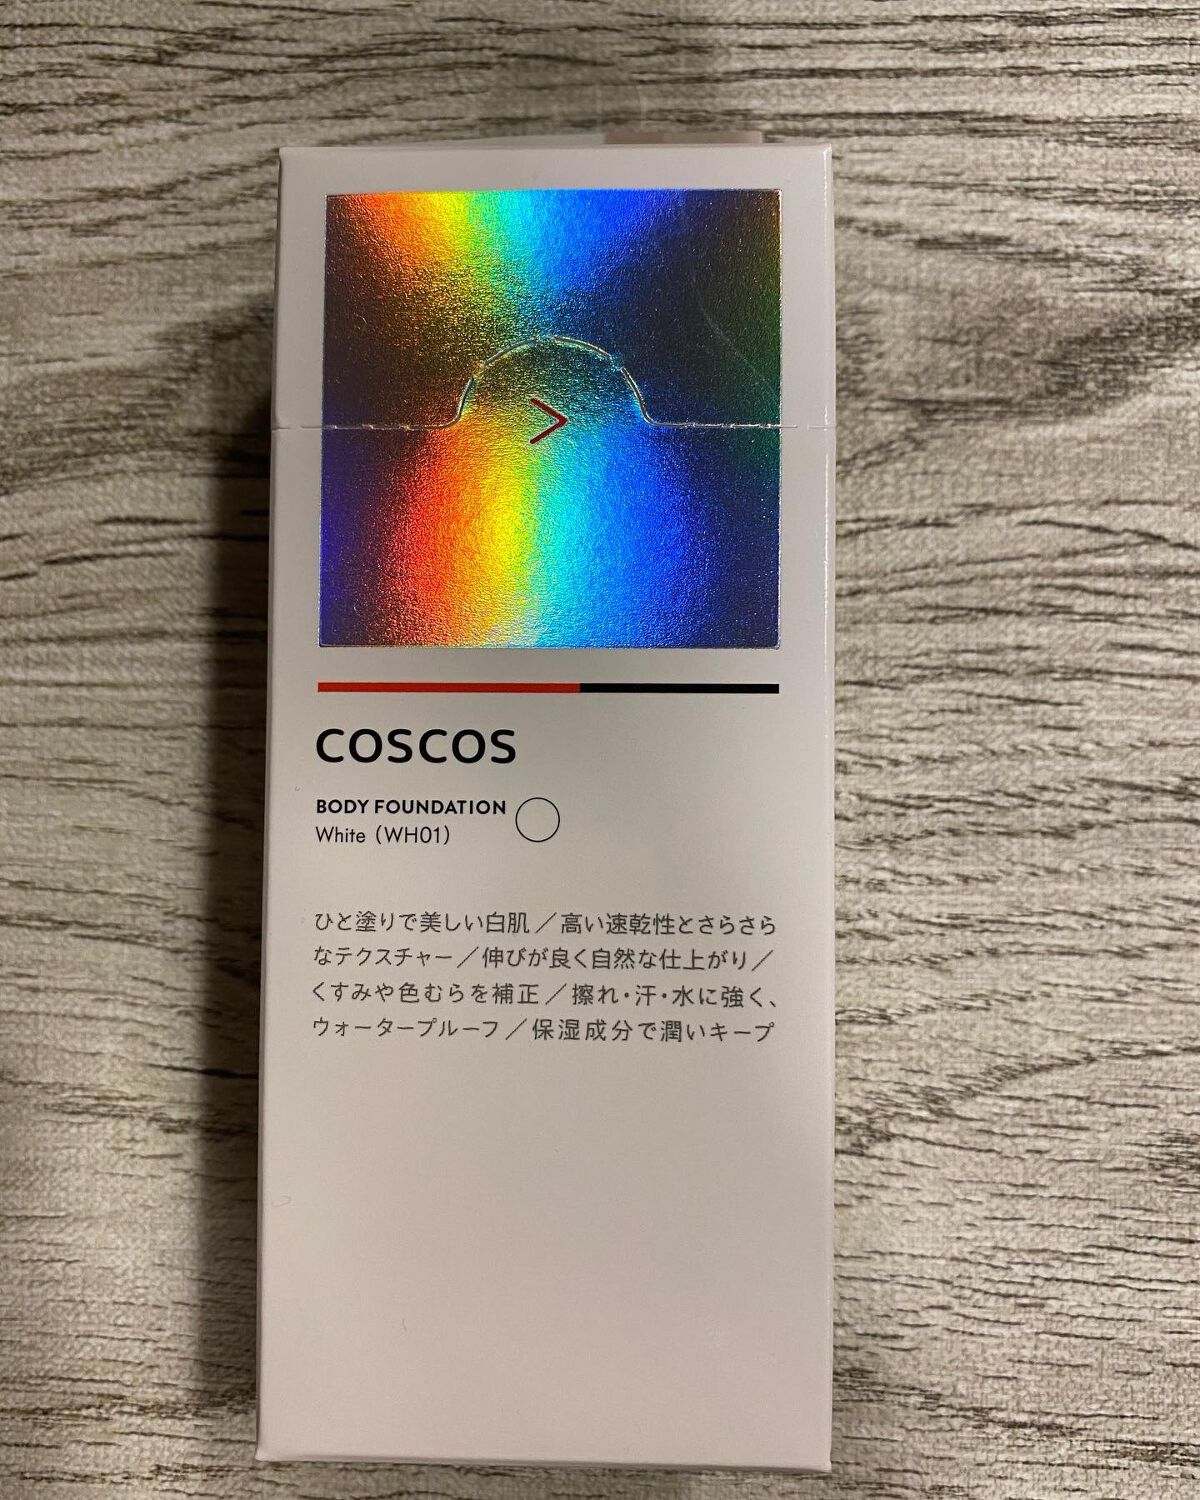 COSCOS
BODY FOUNDATION
White (WH01)
ひと塗りで美しい白肌／高い速乾性とさらさら
なテクスチャー／伸びが良く自然な仕上がり／
くすみや色むらを補正／擦れ・汗・水に強く、
ウォータープルーフ／保湿成分で潤いキープ